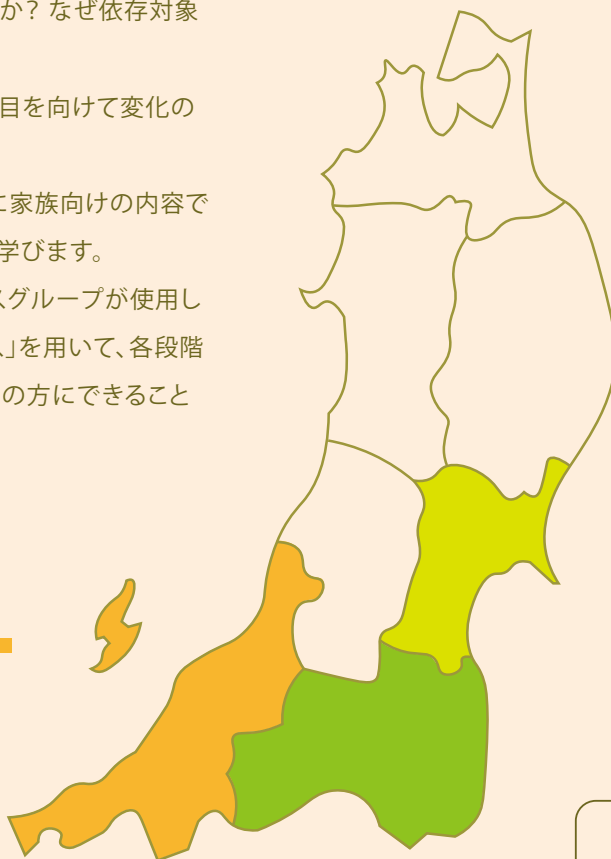 か? なぜ依存対象
目を向けて変化の
に家族向けの内容で
学びます。
スグループが使用し
ス」を用いて、各段階
の方にできること